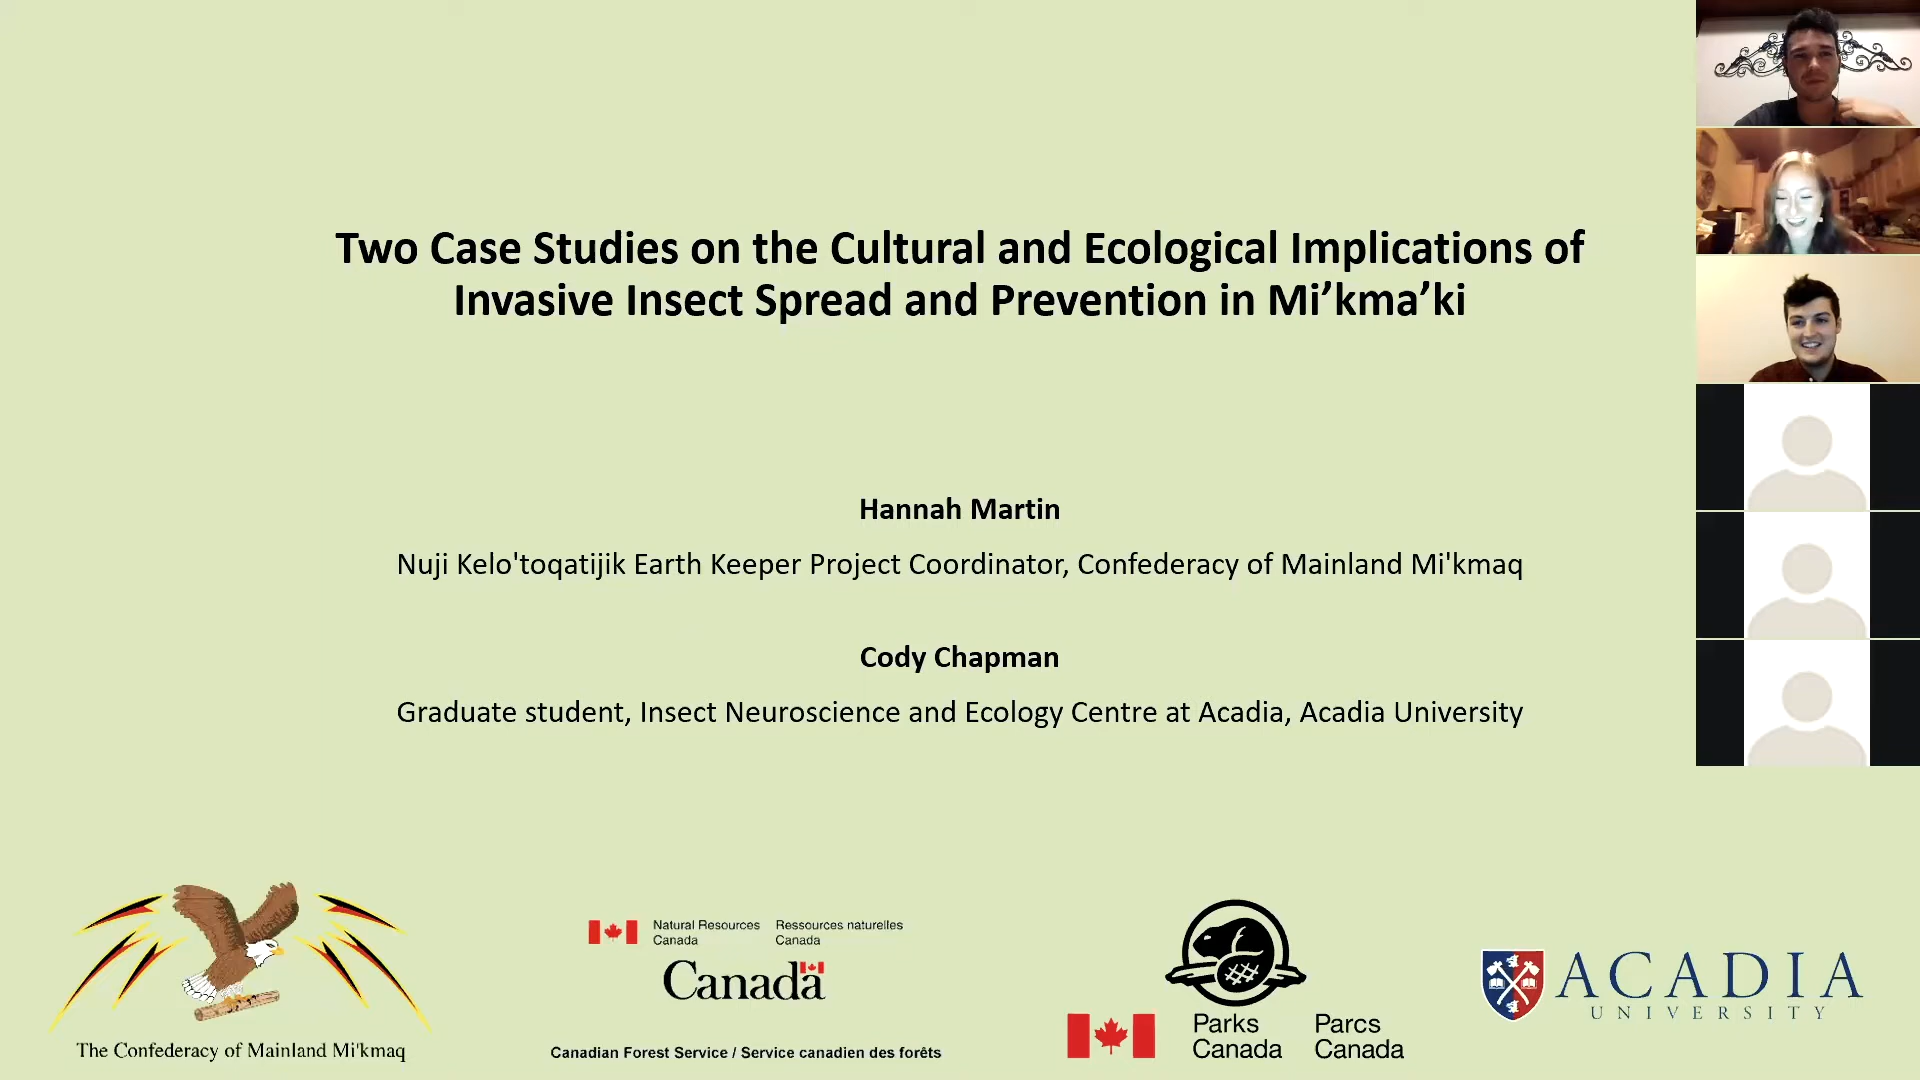 Two Case Studies on the Cultural and Ecological Implications of
Invasive Insect Spread and Prevention in Mi’kma’ki
Hannah Martin
Nuji Kelo'toqatijik Earth Keeper Project Coordinator, Confederacy of Mainland Mi'kmaq
Cody Chapman
Graduate student, Insect Neuroscience and Ecology Centre at Acadia, Acadia University
The Confederacy of Mainland Mi'kmaq
Natural Resources
Canada
Ressources naturelles
Canada
Canada
Canadian Forest Service / Service canadien des forêts
Parks
Canada
Parcs
Canada
ACADIA
UNIVERSITY